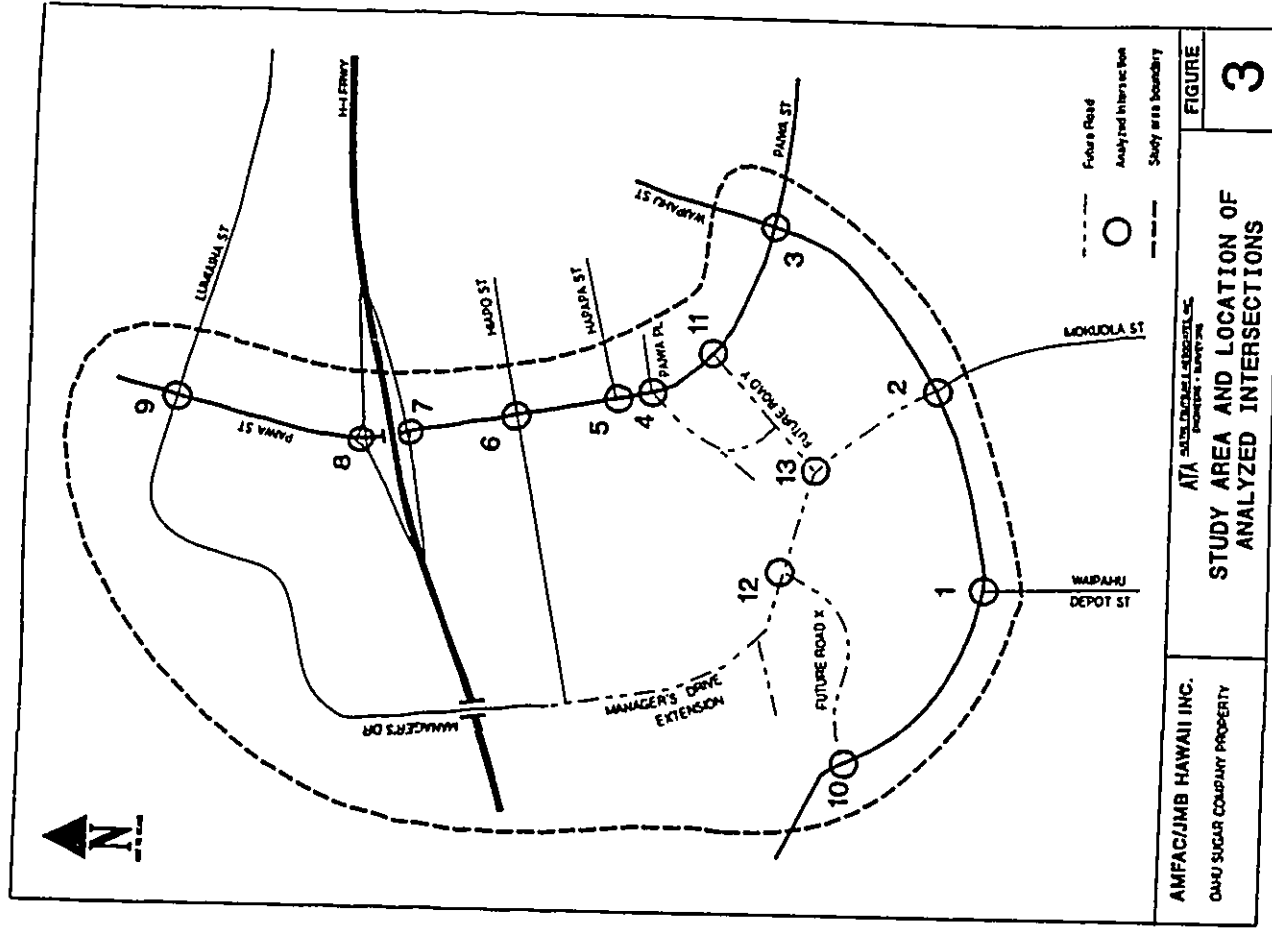 N
LUMIAINA ST
9
PAIWA ST
H-1 FRWY
8
7
MANAGER'S DR
6
HAPO ST
5
HAPAPA ST
4
PAIWA PL
11
WAIPAHU ST
PAIWA ST
3
FUTURE ROAD Y
13
MANAGER'S DRIVE
EXTENSION
12
FUTURE ROAD X
10
2
MOKUOLA ST
1
WAIPAHU
DEPOT ST
Future Road
Analyzed Intersection
Study area boundary
AMFAC/JMB HAWAII INC.
OAHU SUGAR COMPANY PROPERTY
ATA
STUDY AREA AND LOCATION OF
ANALYZED INTERSECTIONS
FIGURE
3